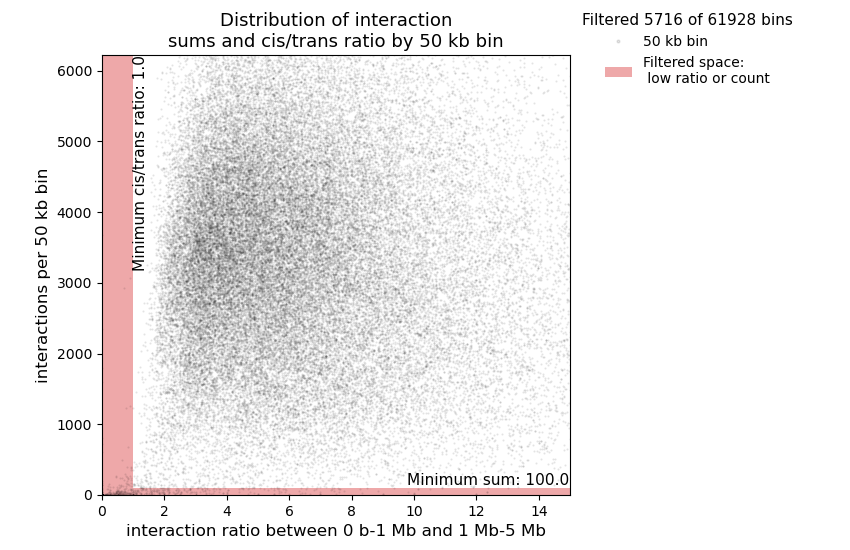 Distribution of interaction
sums and cis/trans ratio by 50 kb bin
Filtered 5716 of 61928 bins
50 kb bin
Filtered space:
low ratio or count
interactions per 50 kb bin
6000
5000
4000
3000
2000
1000
0
Minimum cis/trans ratio: 1.0
Minimum sum: 100.0
0 2 4 6 8 10 12 14
interaction ratio between 0 b-1 Mb and 1 Mb-5 Mb